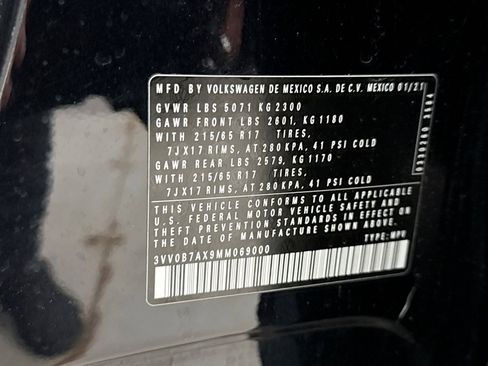 MFD BY VOLKSWAGEN DE MEXICO S.A. DE C.V. MEXICO 01/21
GVWR LBS 5071 KG 2300
GAWR FRONT LBS 2601, KG 1180
WITH 215/65 R17 TIRES,
7JX17 RIMS, AT 280 KPA, 41 PSI COLD
GAWR REAR LBS 2579, KG 1170
WITH 215/65 R17 TIRES,
7JX17 RIMS, AT 280 KPA, 41 PSI COLD
THIS VEHICLE CONFORMS TO ALL APPLICABLE
U.S. FEDERAL MOTOR VEHICLE SAFETY AND
THEFT PREVENTION STANDARDS IN EFFECT ON
THE DATE OF MANUFACTURE SHOWN ABOVE.
3VV0B7AX9MM069000 TYPE: MPV